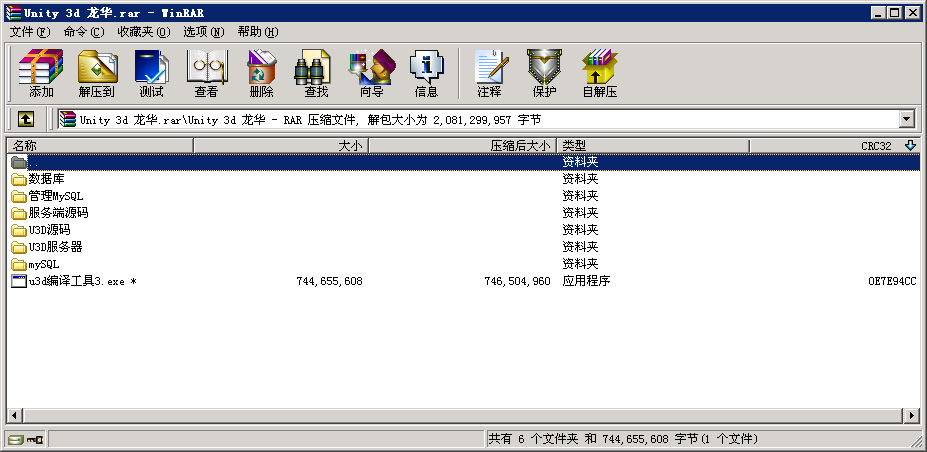 Unity 3d 龙华.rar - WinRAR
文件(F) 命令(C) 收藏夹(O) 选项(N) 帮助(H)
添加 解压到 测试 查看 删除 查找 向导 信息 注释 保护 自解压
Unity 3d 龙华.rar\Unity 3d 龙华 - RAR 压缩文件, 解包大小为 2,081,299,957 字节
名称 大小 压缩后大小 类型 CRC32
.. 资料夹
数据库 资料夹
管理MySQL 资料夹
服务端源码 资料夹
U3D源码 资料夹
U3D服务器 资料夹
mySQL 资料夹
u3d编译工具3.exe * 744,655,608 746,504,960 应用程序 0E7E94CC
共有 6 个文件夹 和 744,655,608 字节(1 个文件)